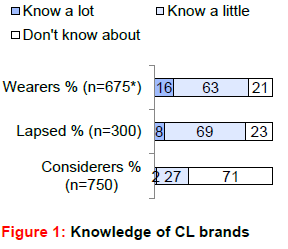 Know a lot Know a little
Don't know about
Wearers % (n=675*) 16 63 21
Lapsed % (n=300) 8 69 23
Considerers % 2 27 71
(n=750)
Figure 1: Knowledge of CL brands